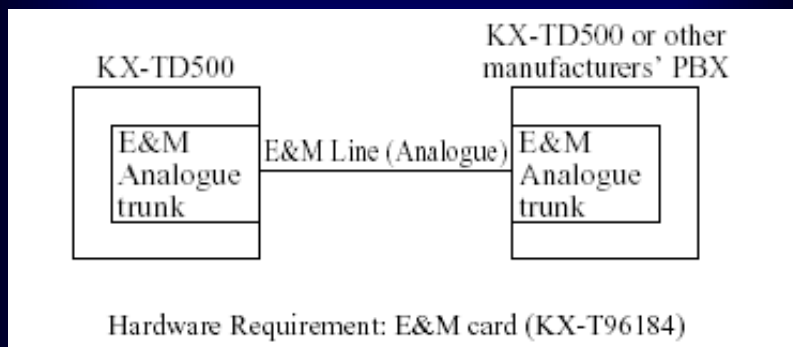 KX-TD500
KX-TD500 or other
manufacturers’ PBX
E&M
Analogue
trunk
E&M Line (Analogue)
E&M
Analogue
trunk
Hardware Requirement: E&M card (KX-T96184)